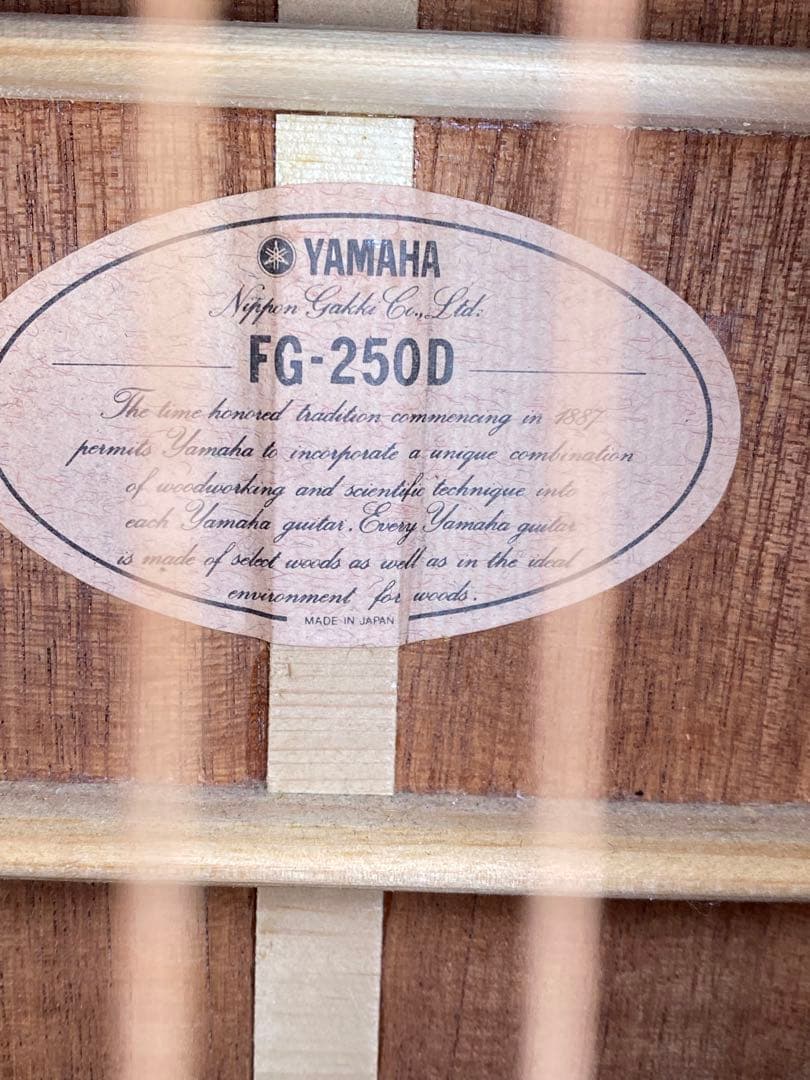 YAMAHA
Nippon Gakki Co., Ltd.
FG-250D
The time honored tradition commencing in 1887
permits Yamaha to incorporate a unique combination
of woodworking and scientific technique into
each Yamaha guitar. Every Yamaha guitar
is made of select woods as well as in the ideal
environment for woods.
MADE IN JAPAN